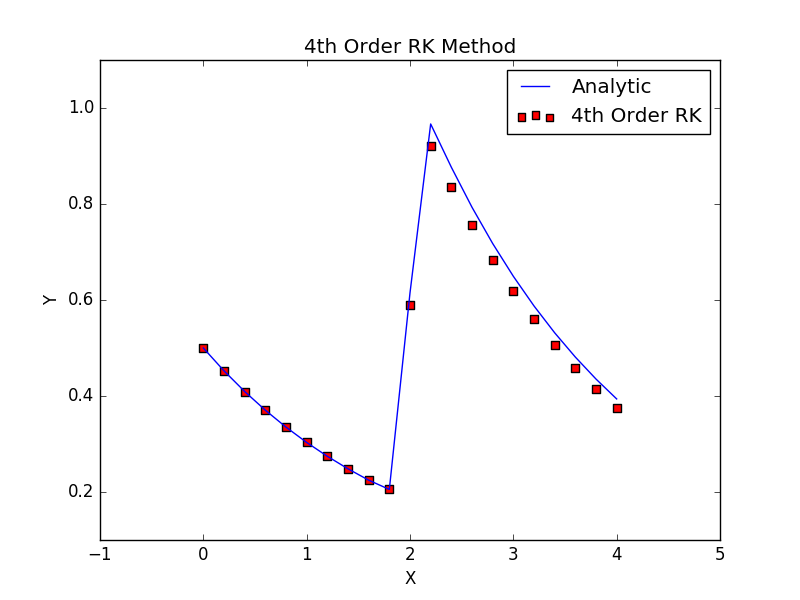 4th Order RK Method
Analytic
4th Order RK
Y
1.0
0.8
0.6
0.4
0.2
−1 0 1 2 3 4 5
X